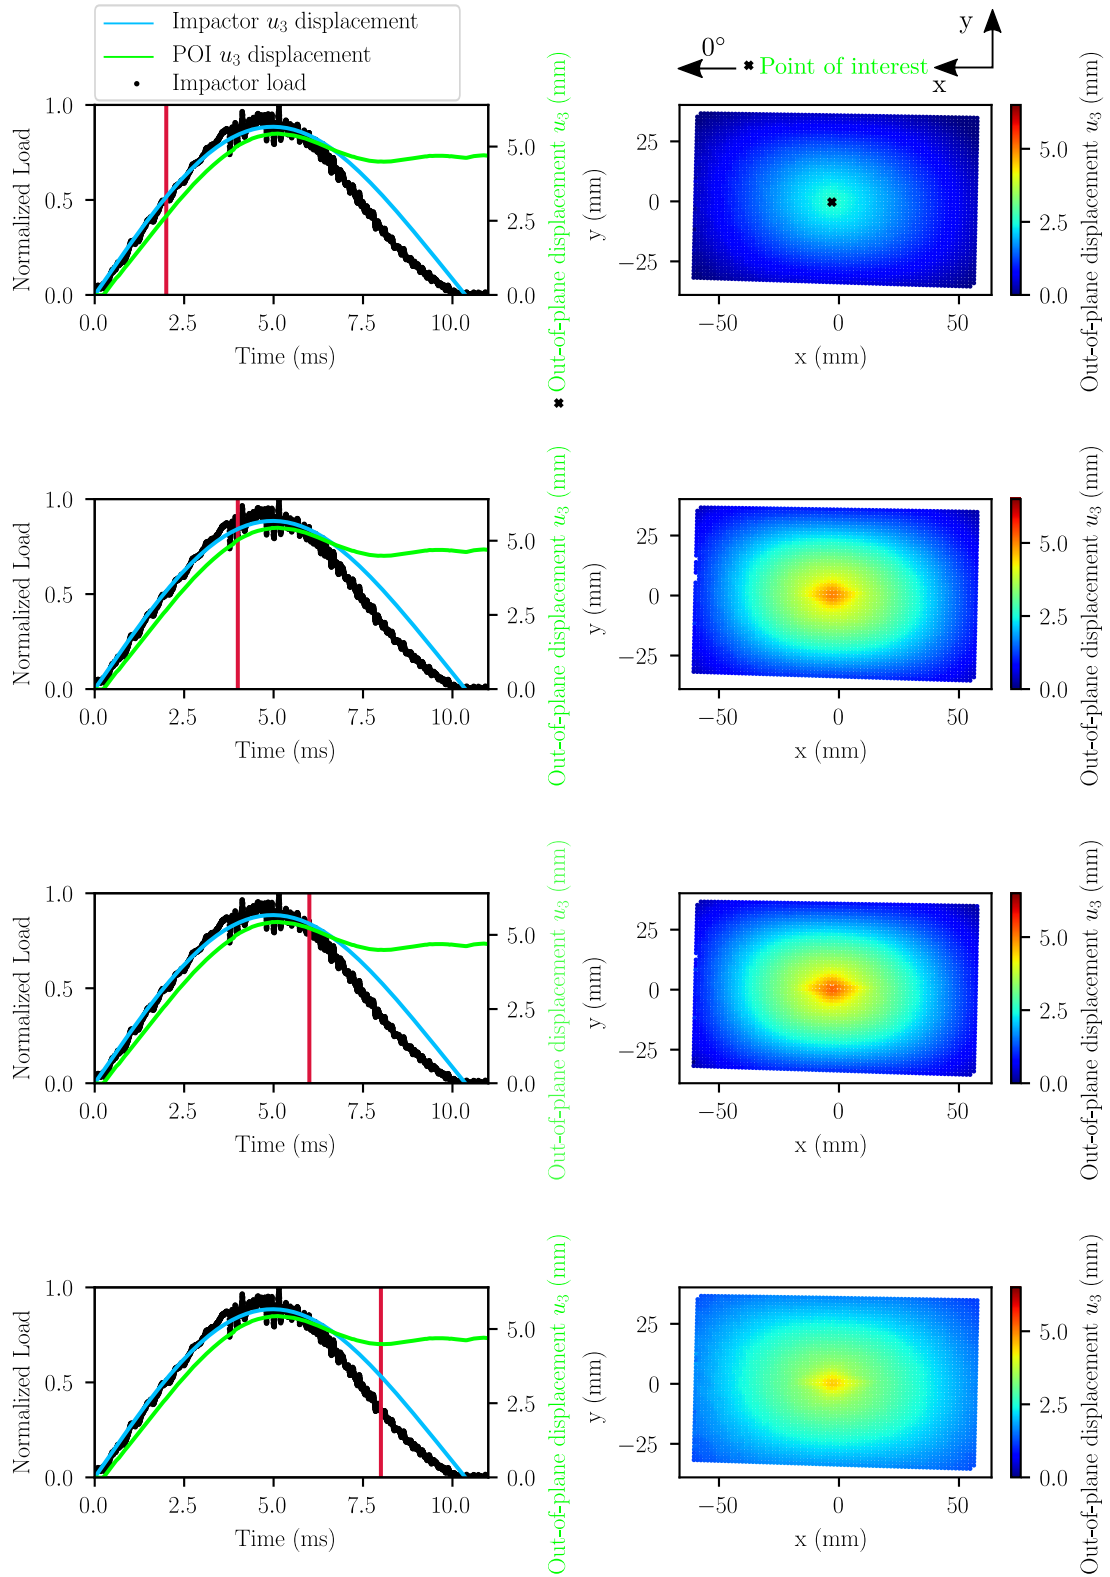 Impactor u₃ displacement
POI u₃ displacement
Impactor load
0°
Point of interest
y
x
Normalized Load
1.0
0.5
0.0
0.0 2.5 5.0 7.5 10.0
Time (ms)
5.0
2.5
0.0
Out-of-plane displacement u₃ (mm)
y (mm)
25
0
−25
−50 0 50
x (mm)
5.0
2.5
0.0
Out-of-plane displacement u₃ (mm)
Normalized Load
1.0
0.5
0.0
0.0 2.5 5.0 7.5 10.0
Time (ms)
5.0
2.5
0.0
Out-of-plane displacement u₃ (mm)
y (mm)
25
0
−25
−50 0 50
x (mm)
5.0
2.5
0.0
Out-of-plane displacement u₃ (mm)
Normalized Load
1.0
0.5
0.0
0.0 2.5 5.0 7.5 10.0
Time (ms)
5.0
2.5
0.0
Out-of-plane displacement u₃ (mm)
y (mm)
25
0
−25
−50 0 50
x (mm)
5.0
2.5
0.0
Out-of-plane displacement u₃ (mm)
Normalized Load
1.0
0.5
0.0
0.0 2.5 5.0 7.5 10.0
Time (ms)
5.0
2.5
0.0
Out-of-plane displacement u₃ (mm)
y (mm)
25
0
−25
−50 0 50
x (mm)
5.0
2.5
0.0
Out-of-plane displacement u₃ (mm)